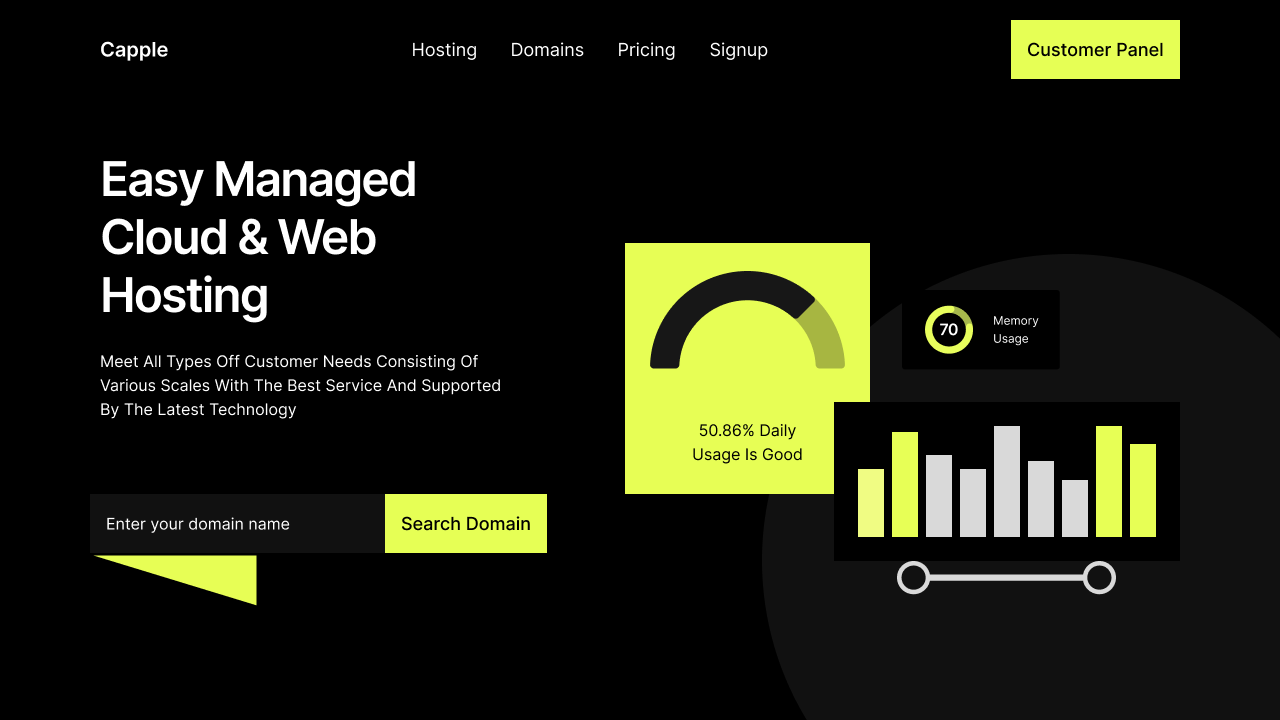 Capple
Hosting
Domains
Pricing
Signup
Customer Panel
Easy Managed
Cloud & Web
Hosting
Meet All Types Off Customer Needs Consisting Of
Various Scales With The Best Service And Supported
By The Latest Technology
Enter your domain name
Search Domain
50.86% Daily
Usage Is Good
70
Memory
Usage